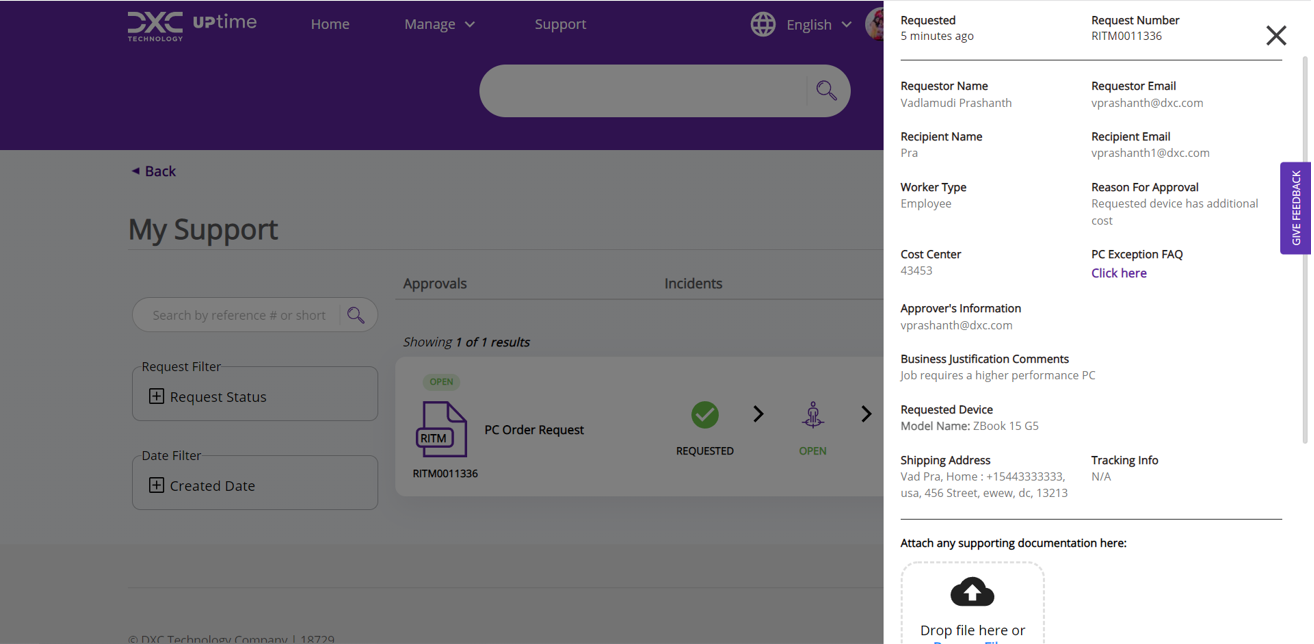 DXC TECHNOLOGY UPtime
Home
Manage
Support
English
◄ Back
My Support
Search by reference # or short
Request Filter
Request Status
Date Filter
Created Date
Approvals
Incidents
Showing 1 of 1 results
OPEN
RITM
RITM0011336
PC Order Request
REQUESTED
OPEN
© DXC Technology Company | 18729
Requested
5 minutes ago
Request Number
RITM0011336
Requestor Name
Vadlamudi Prashanth
Requestor Email
vprashanth@dxc.com
Recipient Name
Pra
Recipient Email
vprashanth1@dxc.com
Worker Type
Employee
Reason For Approval
Requested device has additional
cost
Cost Center
43453
PC Exception FAQ
Click here
Approver's Information
vprashanth@dxc.com
Business Justification Comments
Job requires a higher performance PC
Requested Device
Model Name: ZBook 15 G5
Shipping Address
Vad Pra, Home : +15443333333,
usa, 456 Street, ewew, dc, 13213
Tracking Info
N/A
Attach any supporting documentation here:
Drop file here or
GIVE FEEDBACK